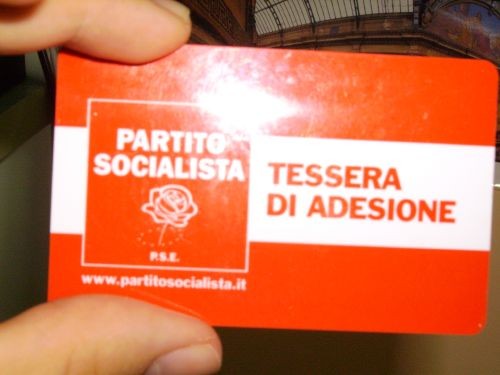 PARTITO
SOCIALISTA
P.S.E.
www.partitosocialista.it
TESSERA
DI ADESIONE